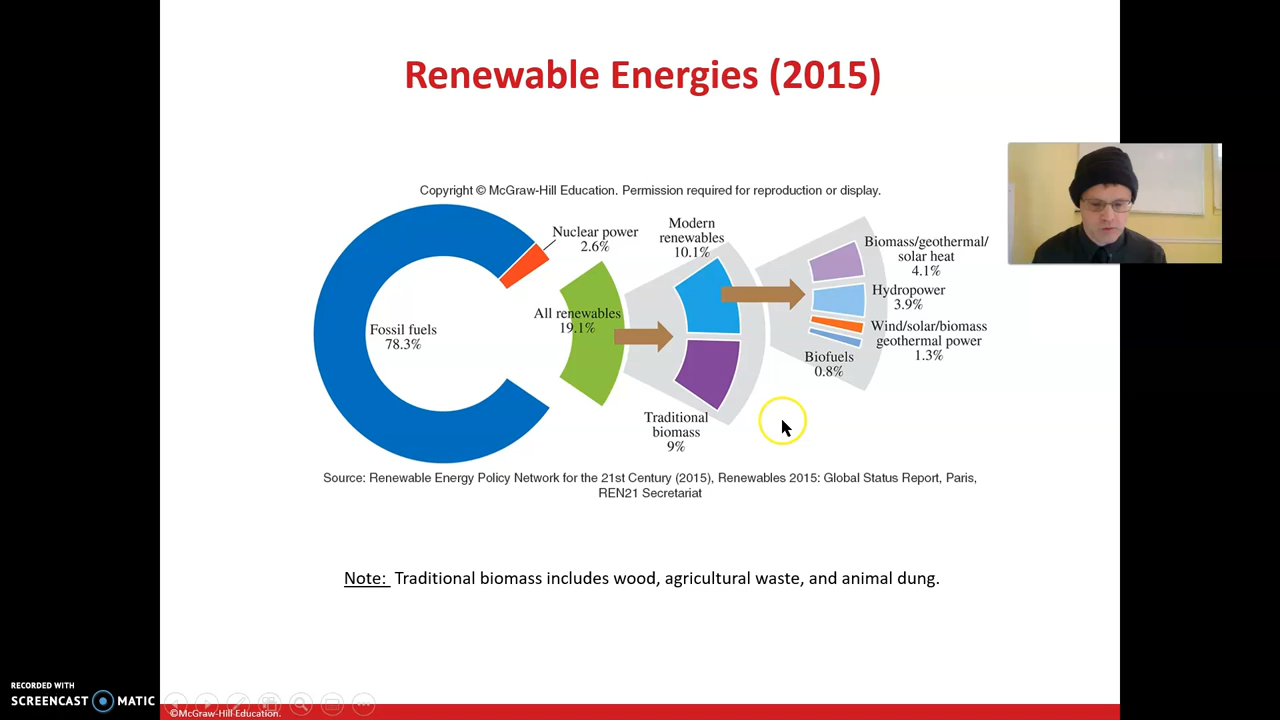 Renewable Energies (2015)
Copyright © McGraw-Hill Education. Permission required for reproduction or display.
Nuclear power
2.6%
Modern
renewables
10.1%
Biomass/geothermal/
solar heat
4.1%
Hydropower
3.9%
All renewables
19.1%
Fossil fuels
78.3%
Wind/solar/biomass
geothermal power
1.3%
Biofuels
0.8%
Traditional
biomass
9%
Source: Renewable Energy Policy Network for the 21st Century (2015), Renewables 2015: Global Status Report, Paris,
REN21 Secretariat
Note: Traditional biomass includes wood, agricultural waste, and animal dung.
RECORDED WITH
SCREENCAST MATIC
©McGraw-Hill Education.